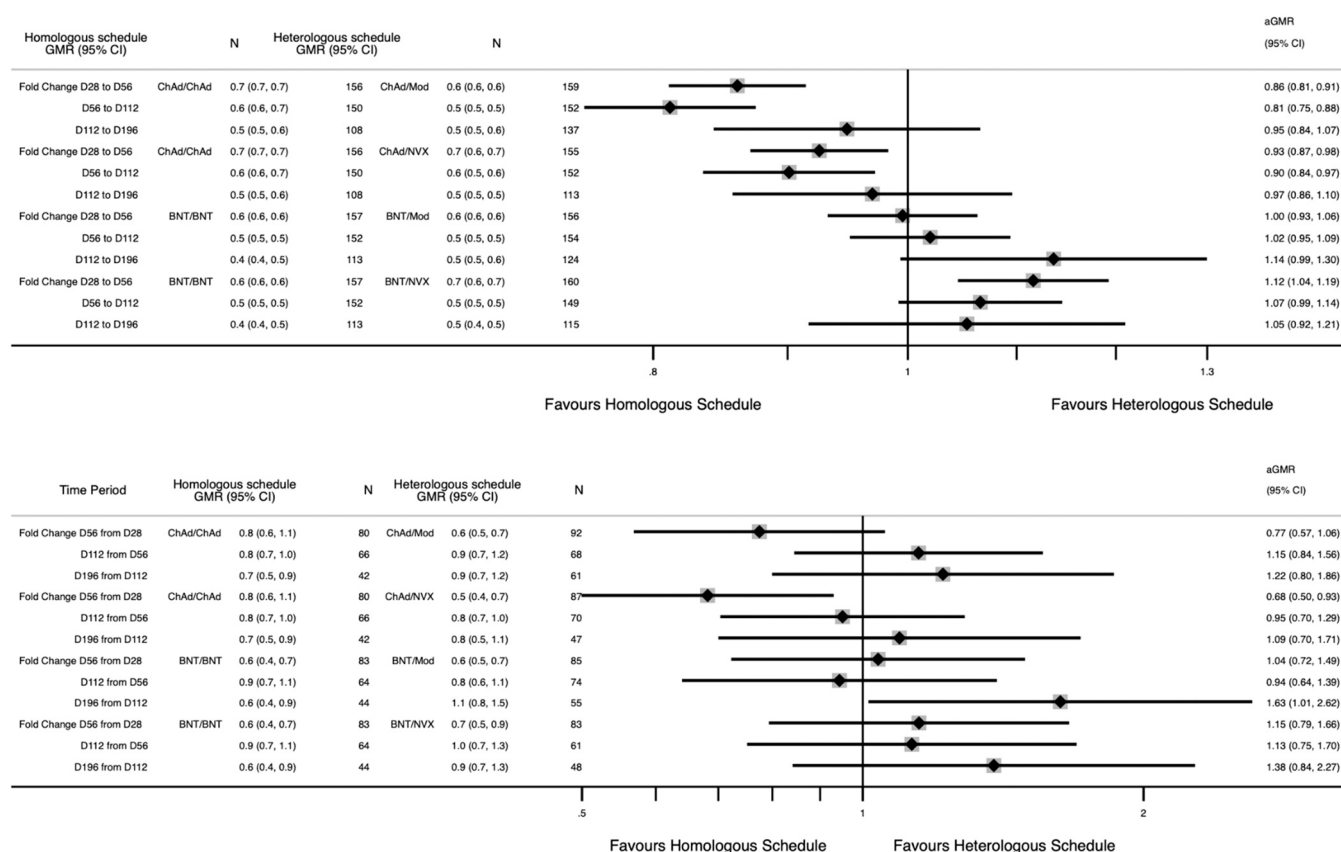 aGMR
Homologous schedule Heterologous schedule
GMR (95% CI) N GMR (95% CI) N (95% CI)
Fold Change D28 to D56 ChAd/ChAd 0.7 (0.7, 0.7) 156 ChAd/Mod 0.6 (0.6, 0.6) 159 0.86 (0.81, 0.91)
D56 to D112 0.6 (0.6, 0.7) 150 0.5 (0.5, 0.5) 152 0.81 (0.75, 0.88)
D112 to D196 0.5 (0.5, 0.6) 108 0.5 (0.5, 0.6) 137 0.95 (0.84, 1.07)
Fold Change D28 to D56 ChAd/ChAd 0.7 (0.7, 0.7) 156 ChAd/NVX 0.7 (0.6, 0.7) 155 0.93 (0.87, 0.98)
D56 to D112 0.6 (0.6, 0.7) 150 0.6 (0.5, 0.6) 152 0.90 (0.84, 0.97)
D112 to D196 0.5 (0.5, 0.6) 108 0.5 (0.5, 0.5) 113 0.97 (0.86, 1.10)
Fold Change D28 to D56 BNT/BNT 0.6 (0.6, 0.6) 157 BNT/Mod 0.6 (0.6, 0.6) 156 1.00 (0.93, 1.06)
D56 to D112 0.5 (0.5, 0.5) 152 0.5 (0.5, 0.5) 154 1.02 (0.95, 1.09)
D112 to D196 0.4 (0.4, 0.5) 113 0.5 (0.5, 0.6) 124 1.14 (0.99, 1.30)
Fold Change D28 to D56 BNT/BNT 0.6 (0.6, 0.6) 157 BNT/NVX 0.7 (0.6, 0.7) 160 1.12 (1.04, 1.19)
D56 to D112 0.5 (0.5, 0.5) 152 0.5 (0.5, 0.5) 149 1.07 (0.99, 1.14)
D112 to D196 0.4 (0.4, 0.5) 113 0.5 (0.4, 0.5) 115 1.05 (0.92, 1.21)
.8 1 1.3
Favours Homologous Schedule Favours Heterologous Schedule
aGMR
Time Period Homologous schedule Heterologous schedule
GMR (95% CI) N GMR (95% CI) N (95% CI)
Fold Change D56 from D28 ChAd/ChAd 0.8 (0.6, 1.1) 80 ChAd/Mod 0.6 (0.5, 0.7) 92 0.77 (0.57, 1.06)
D112 from D56 0.8 (0.7, 1.0) 66 0.9 (0.7, 1.2) 68 1.15 (0.84, 1.56)
D196 from D112 0.7 (0.5, 0.9) 42 0.9 (0.7, 1.2) 61 1.22 (0.80, 1.86)
Fold Change D56 from D28 ChAd/ChAd 0.8 (0.6, 1.1) 80 ChAd/NVX 0.5 (0.4, 0.7) 87 0.68 (0.50, 0.93)
D112 from D56 0.8 (0.7, 1.0) 66 0.8 (0.7, 1.0) 70 0.95 (0.70, 1.29)
D196 from D112 0.7 (0.5, 0.9) 42 0.8 (0.5, 1.1) 47 1.09 (0.70, 1.71)
Fold Change D56 from D28 BNT/BNT 0.6 (0.4, 0.7) 83 BNT/Mod 0.6 (0.5, 0.7) 85 1.04 (0.72, 1.49)
D112 from D56 0.9 (0.7, 1.1) 64 0.8 (0.6, 1.1) 74 0.94 (0.64, 1.39)
D196 from D112 0.6 (0.4, 0.9) 44 1.1 (0.8, 1.5) 55 1.63 (1.01, 2.62)
Fold Change D56 from D28 BNT/BNT 0.6 (0.4, 0.7) 83 BNT/NVX 0.7 (0.5, 0.9) 83 1.15 (0.79, 1.66)
D112 from D56 0.9 (0.7, 1.1) 64 1.0 (0.7, 1.3) 61 1.13 (0.75, 1.70)
D196 from D112 0.6 (0.4, 0.9) 44 0.9 (0.7, 1.3) 48 1.38 (0.84, 2.27)
.5 1 2
Favours Homologous Schedule Favours Heterologous Schedule